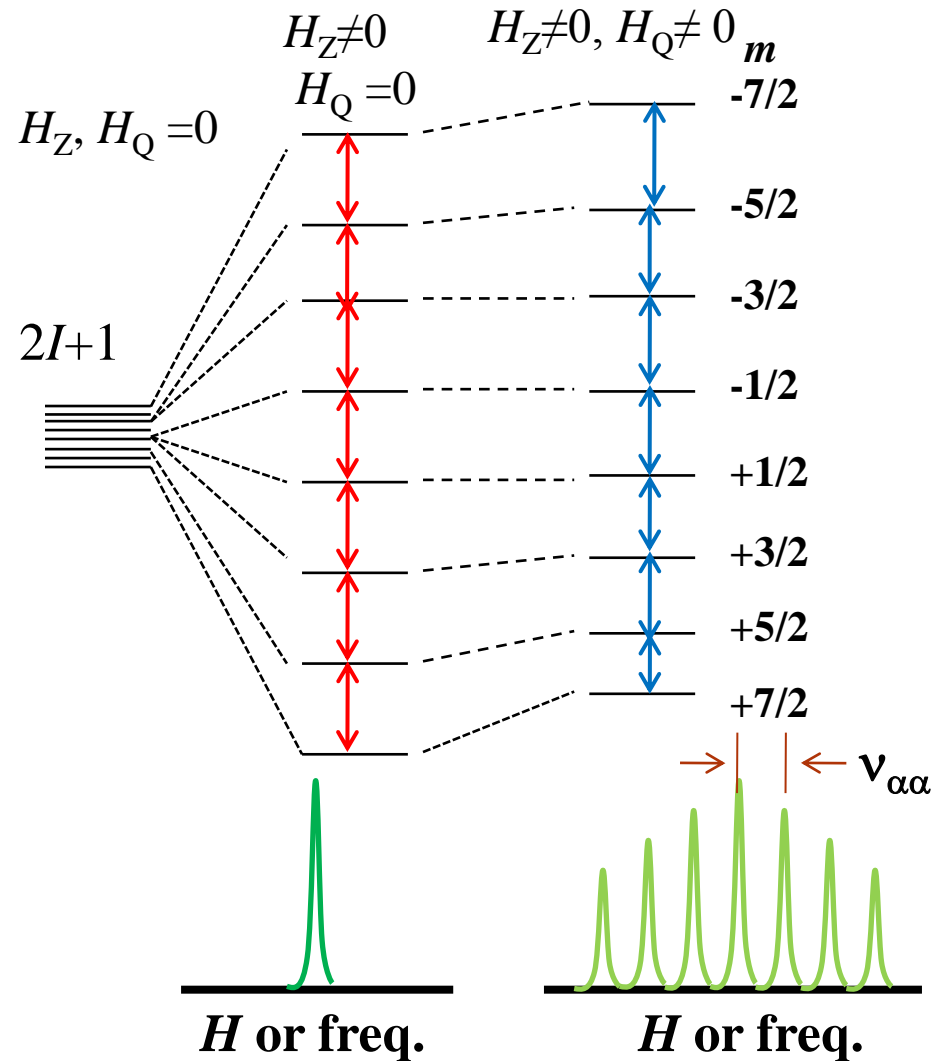 H_Z≠0
H_Q =0
H_Z≠0, H_Q≠ 0
m
H_Z, H_Q =0
2I+1
-7/2
-5/2
-3/2
-1/2
+1/2
+3/2
+5/2
+7/2
ν_αα
H or freq.
H or freq.